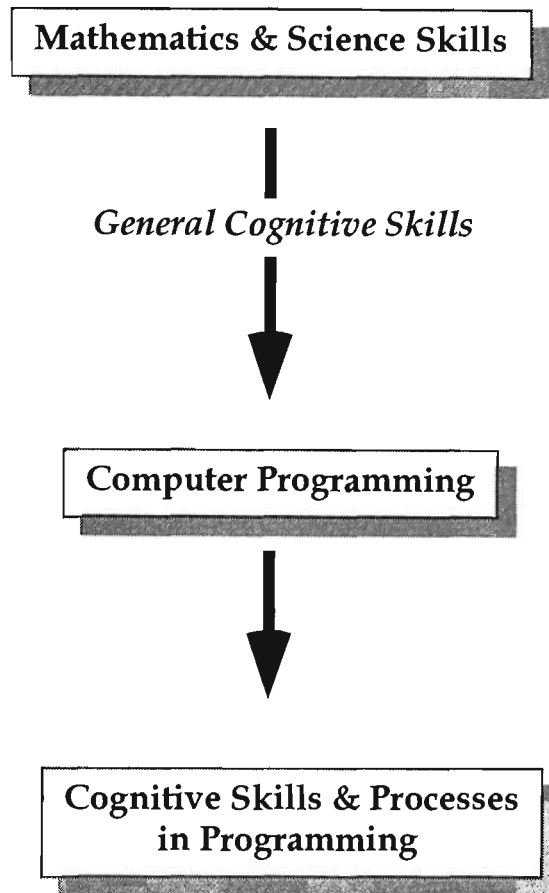 Mathematics & Science Skills
General Cognitive Skills
Computer Programming
Cognitive Skills & Processes
in Programming